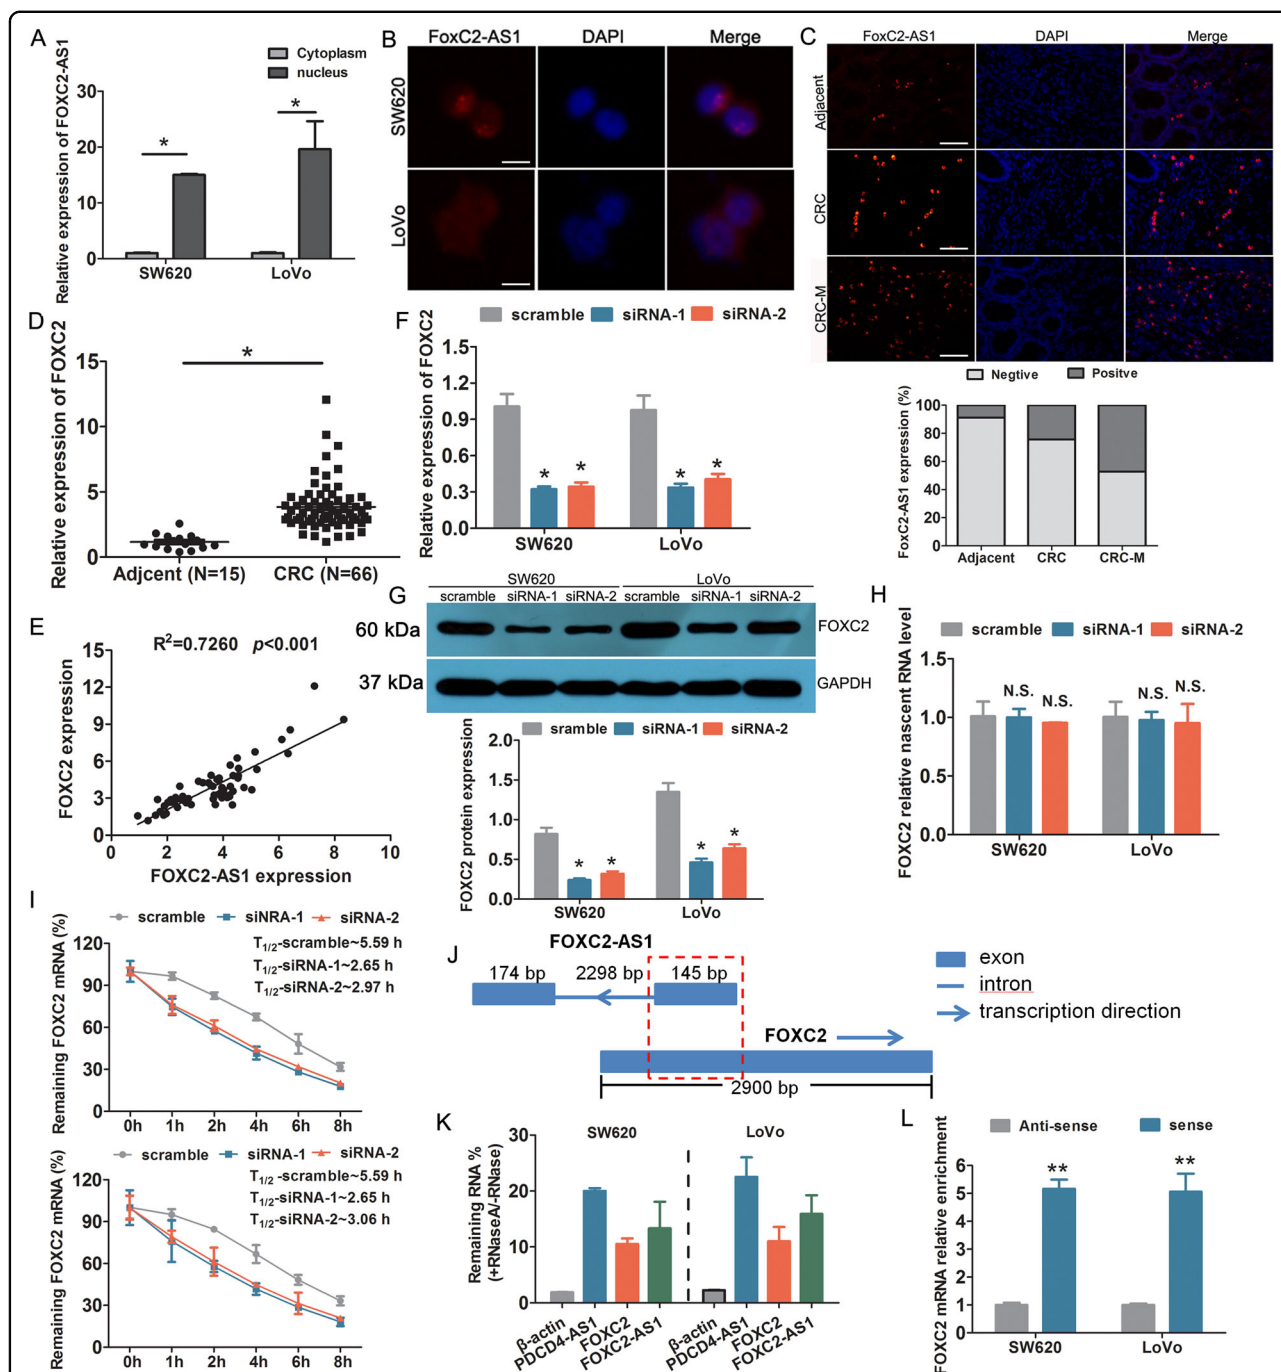 A
Cytoplasm
nucleus
Relative expression of FOXC2-AS1
30
20
15
10
5
0
*
*
SW620
LoVo
B
FoxC2-AS1
DAPI
Merge
SW620
LoVo
C
FoxC2-AS1
DAPI
Merge
Adjacent
CRC
CRC-M
Negtive
Positve
FoxC2-AS1 expression (%)
100
80
60
40
20
0
Adjacent
CRC
CRC-M
D
Relative expression of FOXC2
15
10
5
0
*
Adjcent (N=15)
CRC (N=66)
F
scramble
siRNA-1
siRNA-2
Relative expression of FOXC2
1.5
1.2
0.9
0.6
0.3
0.0
*
*
*
*
SW620
LoVo
E
R²=0.7260
p<0.001
FOXC2 expression
15
12
9
6
3
0
0
2
4
6
8
10
FOXC2-AS1 expression
G
SW620
LoVo
scramble
siRNA-1
siRNA-2
scramble
siRNA-1
siRNA-2
60 kDa
FOXC2
37 kDa
GAPDH
sramble
siRNA-1
siRNA-2
FOXC2 protein expression
2.0
1.5
1.0
0.5
0.0
*
*
*
*
SW620
LoVo
H
scramble
siRNA-1
siRNA-2
FOXC2 relative nascent RNA level
1.5
1.0
0.5
0.0
N.S.
N.S.
N.S.
N.S.
SW620
LoVo
I
scramble
siNRA-1
siRNA-2
T1/2-scramble~5.59 h
T1/2-siRNA-1~2.65 h
T1/2-siRNA-2~2.97 h
Remaining FOXC2 mRNA (%)
120
90
60
30
0
0h
1h
2h
4h
6h
8h
scramble
siRNA-1
siRNA-2
T1/2 -scramble~5.59 h
T1/2-siRNA-1~2.65 h
T1/2-siRNA-2~3.06 h
Remaining FOXC2 mRNA (%)
120
90
60
30
0
0h
1h
2h
4h
6h
8h
J
FOXC2-AS1
174 bp
2298 bp
145 bp
FOXC2
2900 bp
exon
intron
transcription direction
K
SW620
LoVo
Remaining RNA %
(+RNaseA/-RNase)
30
20
10
0
β-actin
PDCD4-AS1
FOXC2
FOXC2-AS1
β-actin
PDCD4-AS1
FOXC2
FOXC2-AS1
L
Anti-sense
sense
FOXC2 mRNA relative enrichment
6
5
4
3
2
1
0
**
**
SW620
LoVo